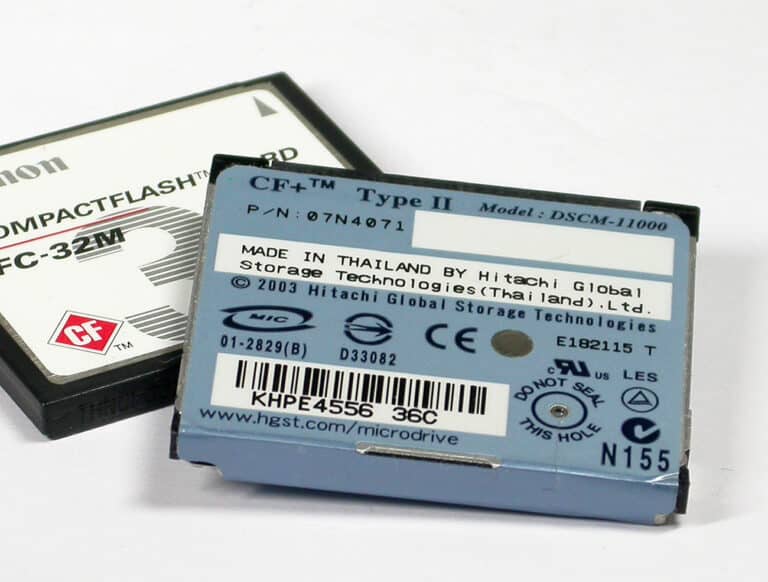 CF+™ Type II Model : DSCM-11000
P/N: 07N4071
MADE IN THAILAND BY Hitachi Global
Storage Technologies(Thailand).Ltd.
© 2003 Hitachi Global Storage Technologies
MIC
01-2829(B)
D33082
CE
E182115 T
c UR us
LES
KHPE4556 36C
DO NOT SEAL
THIS HOLE
N155
www.hgst.com/microdrive
COMPACTFLASH™
FC-32M
CF
TM